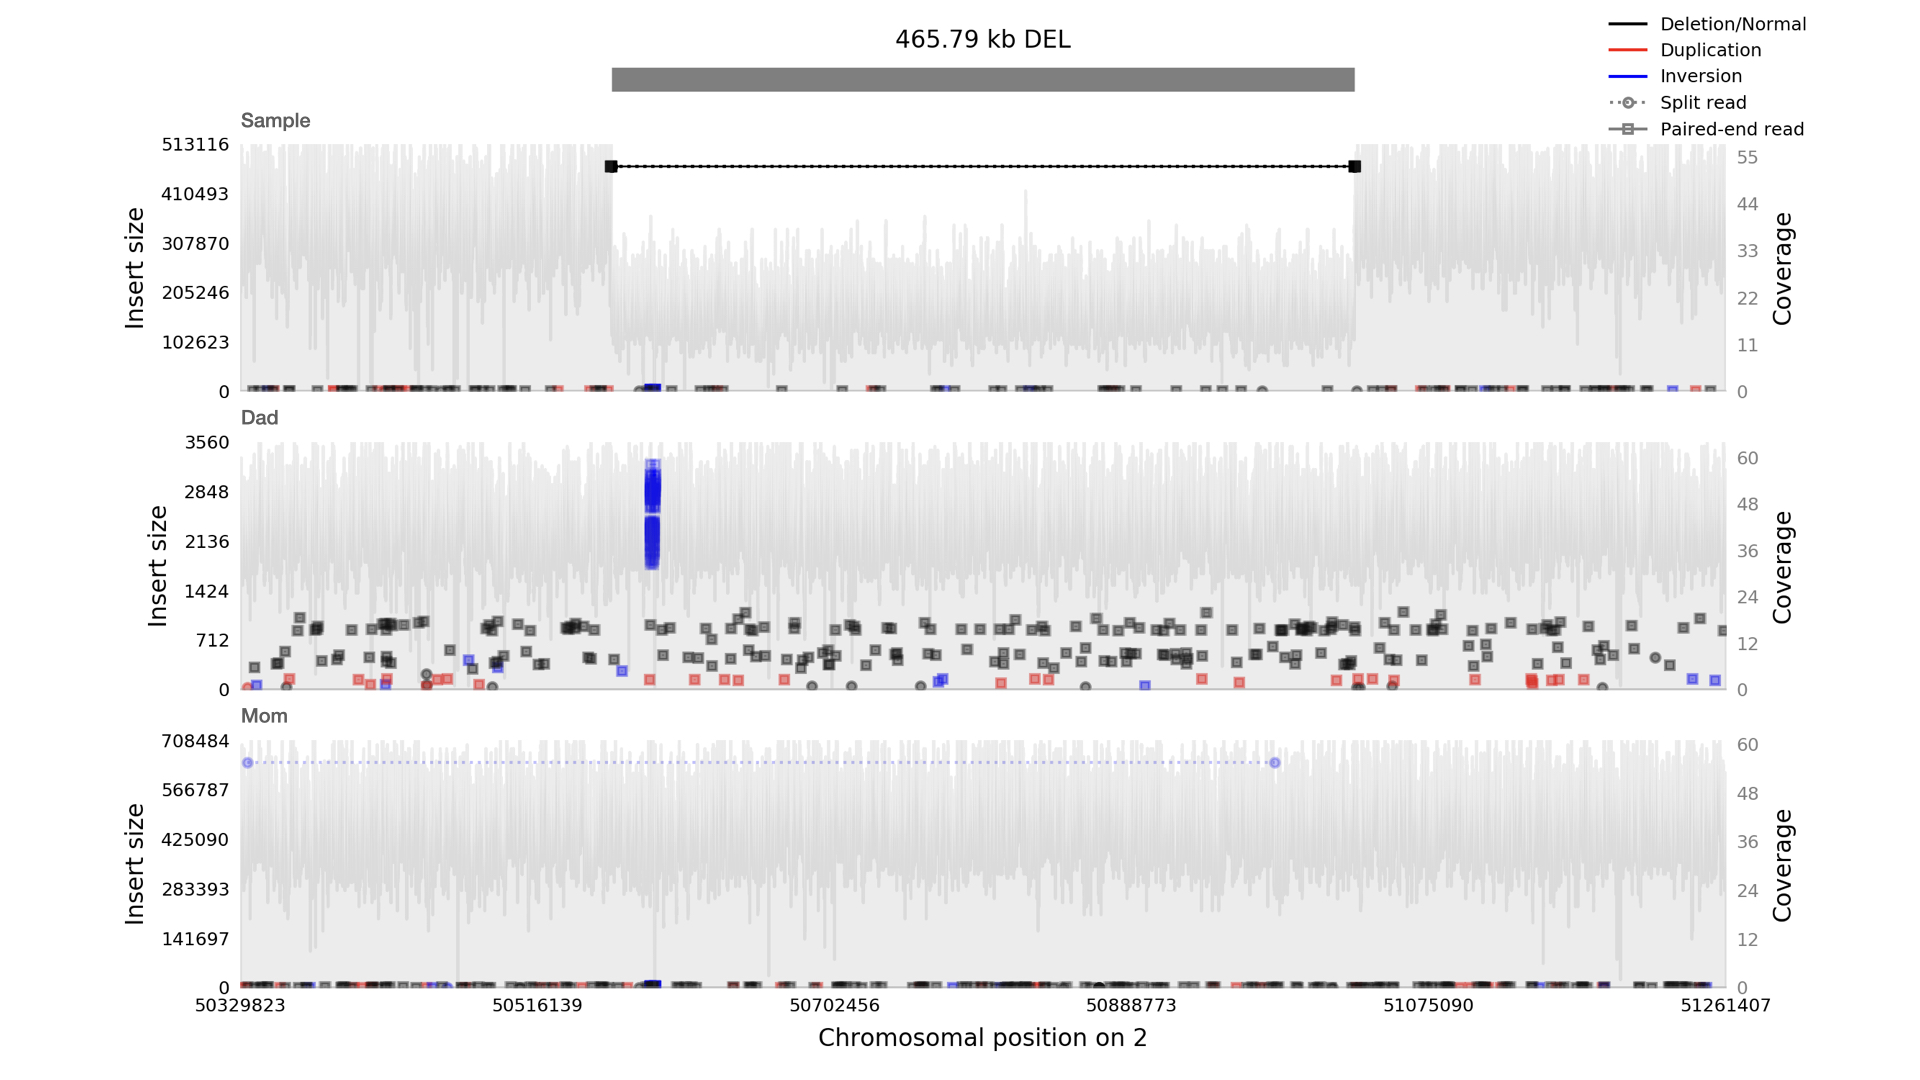 465.79 kb DEL
Deletion/Normal
Duplication
Inversion
Split read
Paired-end read
Sample
513116
410493
307870
205246
102623
0
Insert size
55
44
33
22
11
0
Coverage
Dad
3560
2848
2136
1424
712
0
Insert size
60
48
36
24
12
0
Coverage
Mom
708484
566787
425090
283393
141697
0
Insert size
60
48
36
24
12
0
Coverage
50329823 50516139 50702456 50888773 51075090 51261407
Chromosomal position on 2